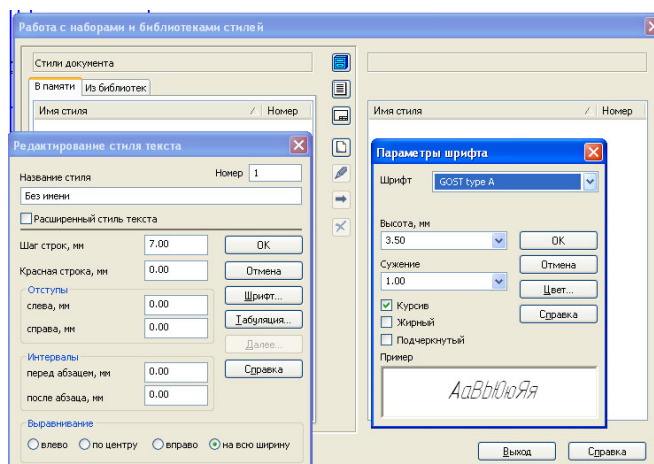 Работа с наборами и библиотеками стилей
Стили документа
В памяти
Из библиотек
Имя стиля / Номер
Имя стиля / Номер
Редактирование стиля текста
Название стиля
Номер 1
Без имени
Расширенный стиль текста
Шаг строк, мм 7.00
OK
Красная строка, мм 0.00
Отмена
Отступы
слева, мм 0.00
справа, мм 0.00
Шрифт...
Табуляция...
Далее...
Интервалы
перед абзацем, мм 0.00
после абзаца, мм 0.00
Справка
Выравнивание
влево по центру вправо на всю ширину
Параметры шрифта
Шрифт GOST type A
Высота, мм
3.50
OK
Сужение
1.00
Отмена
Цвет...
Справка
Курсив
Жирный
Подчеркнутый
Пример
АаВbЮюЯя
Выход
Справка